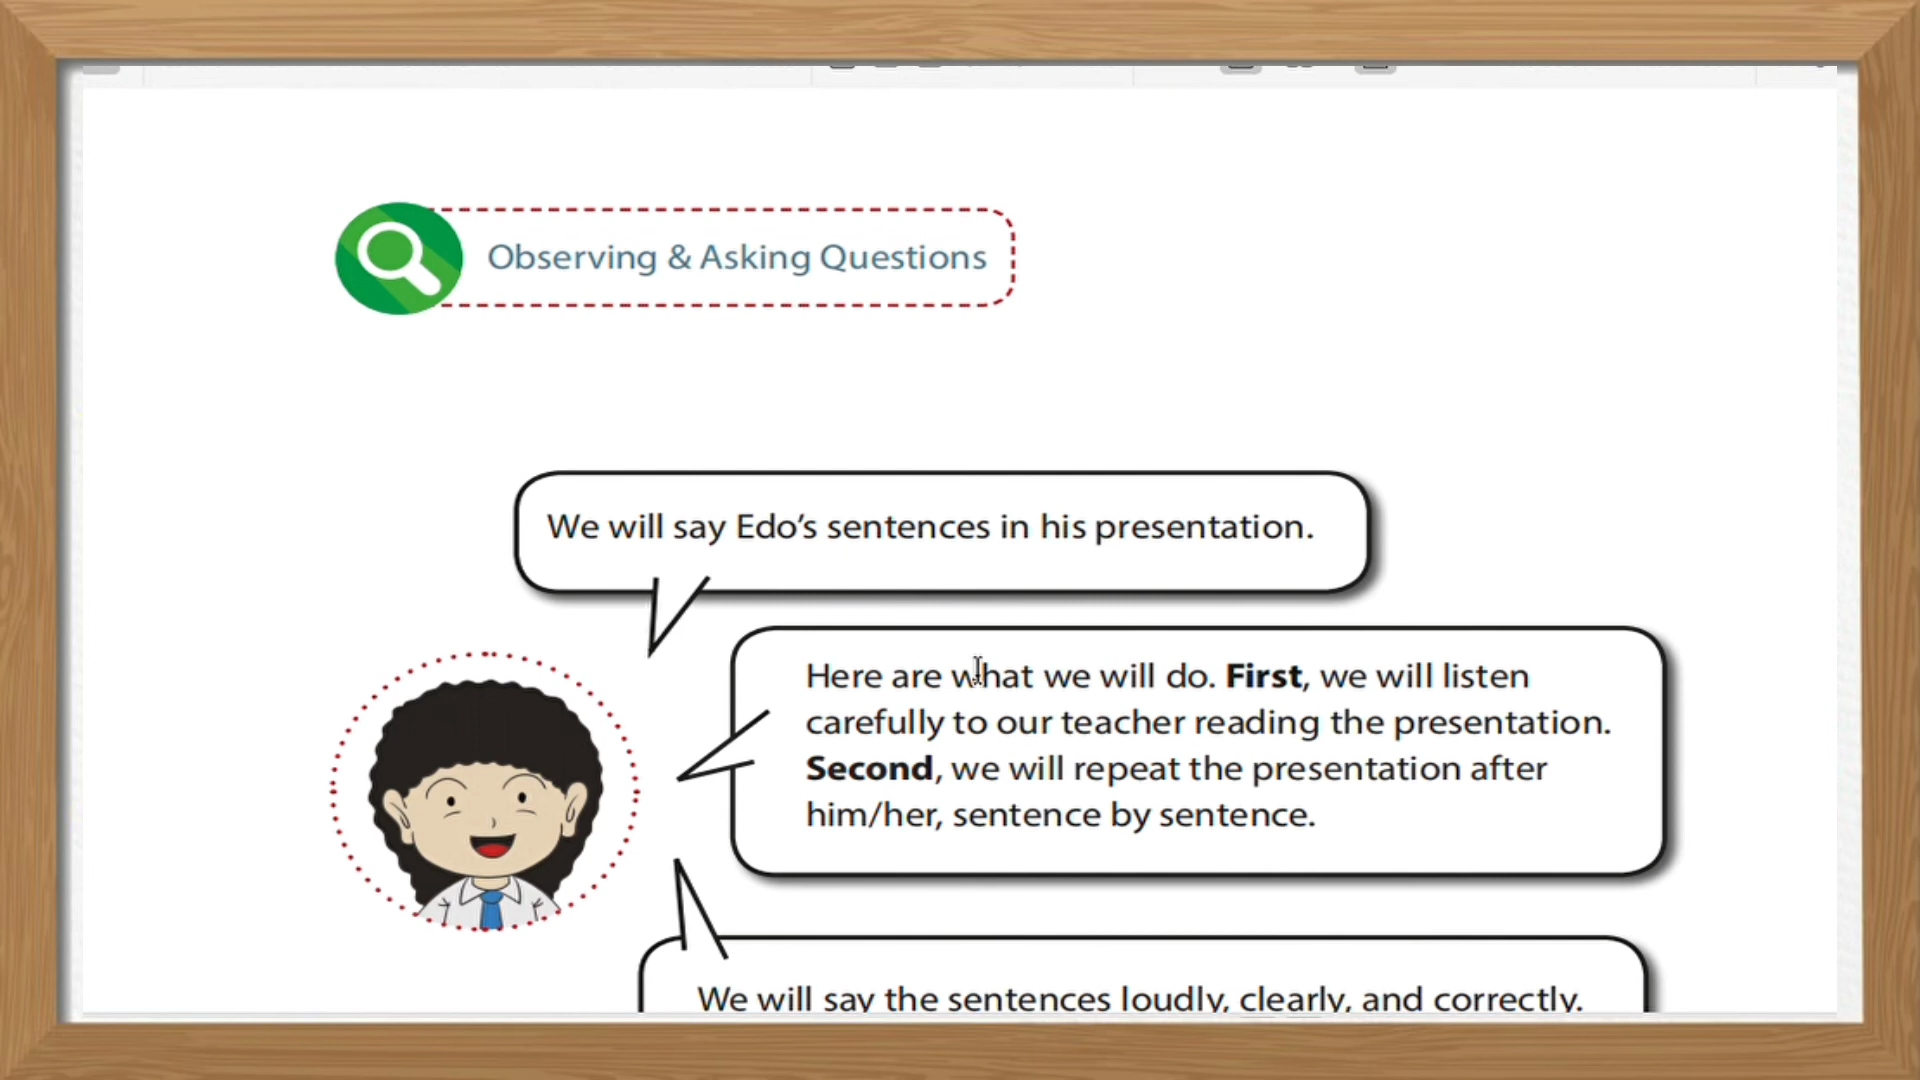 Observing & Asking Questions
We will say Edo’s sentences in his presentation.
Here are what we will do. First, we will listen
carefully to our teacher reading the presentation.
Second, we will repeat the presentation after
him/her, sentence by sentence.
We will say the sentences loudly, clearly, and correctly.